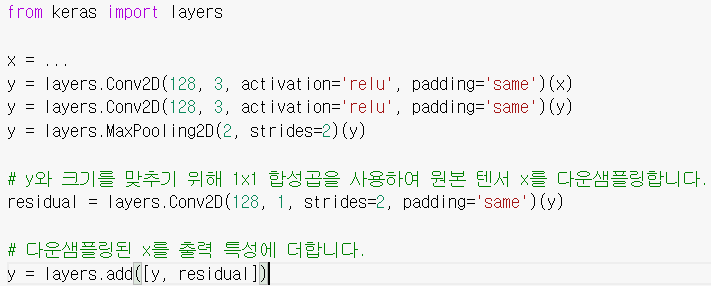 from keras import layers
x = ...
y = layers.Conv2D(128, 3, activation='relu', padding='same')(x)
y = layers.Conv2D(128, 3, activation='relu', padding='same')(y)
y = layers.MaxPooling2D(2, strides=2)(y)
# y와 크기를 맞추기 위해 1x1 합성곱을 사용하여 원본 텐서 x를 다운샘플링합니다.
residual = layers.Conv2D(128, 1, strides=2, padding='same')(y)
# 다운샘플링된 x를 출력 특성에 더합니다.
y = layers.add([y, residual])